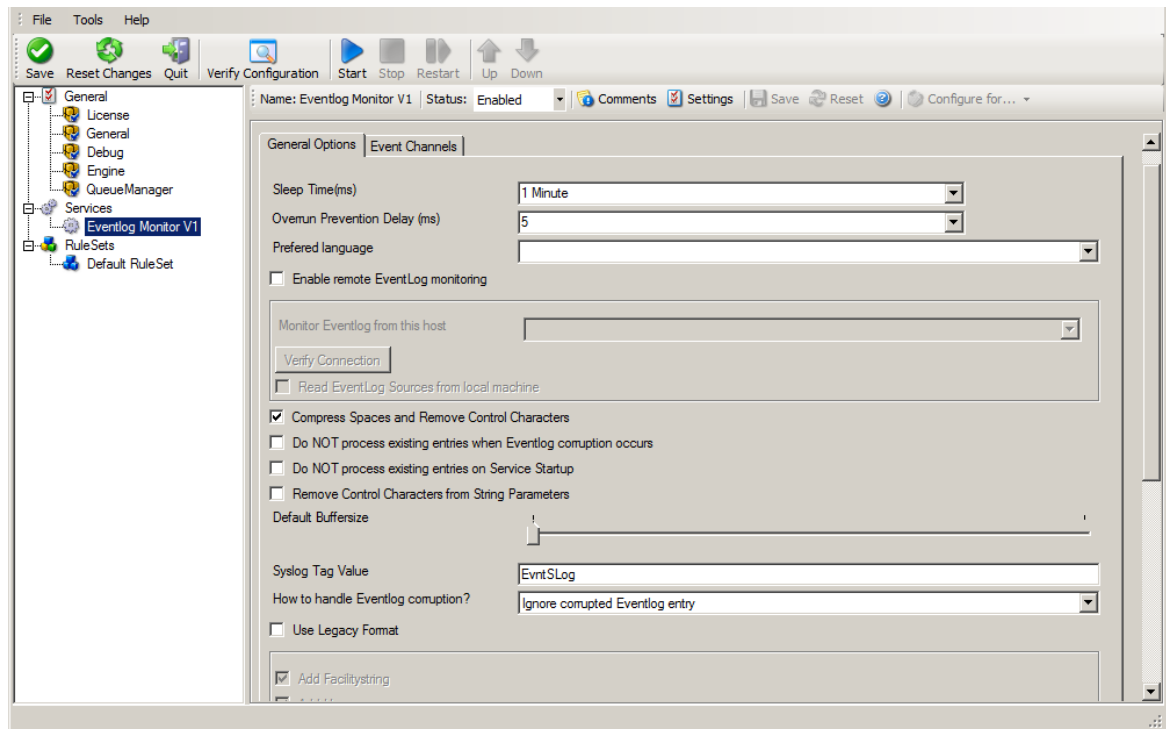 File Tools Help
Save Reset Changes Quit Verify Configuration Start Stop Restart Up Down
General
License
General
Debug
Engine
QueueManager
Services
Eventlog Monitor V1
RuleSets
Default RuleSet
Name: Eventlog Monitor V1 Status: Enabled Comments Settings Save Reset Configure for...
General Options Event Channels
Sleep Time(ms) 1 Minute
Overrun Prevention Delay (ms) 5
Prefered language
Enable remote EventLog monitoring
Monitor Eventlog from this host
Verify Connection
Read EventLog Sources from local machine
Compress Spaces and Remove Control Characters
Do NOT process existing entries when Eventlog corruption occurs
Do NOT process existing entries on Service Startup
Remove Control Characters from String Parameters
Default Buffersize
Syslog Tag Value EvntSLog
How to handle Eventlog corruption? Ignore corrupted Eventlog entry
Use Legacy Format
Add Facilitystring